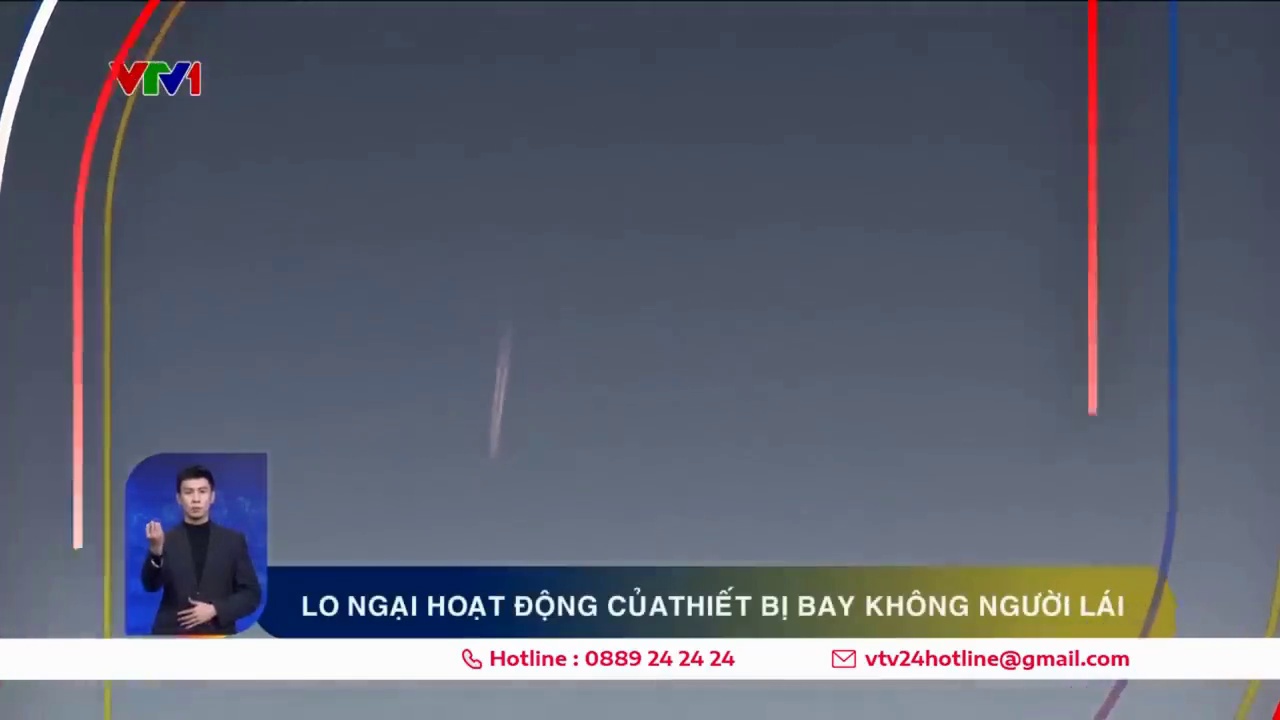 VTV1
LO NGẠI HOẠT ĐỘNG CỦATHIẾT BỊ BAY KHÔNG NGƯỜI LÁI
Hotline : 0889 24 24 24
vtv24hotline@gmail.com